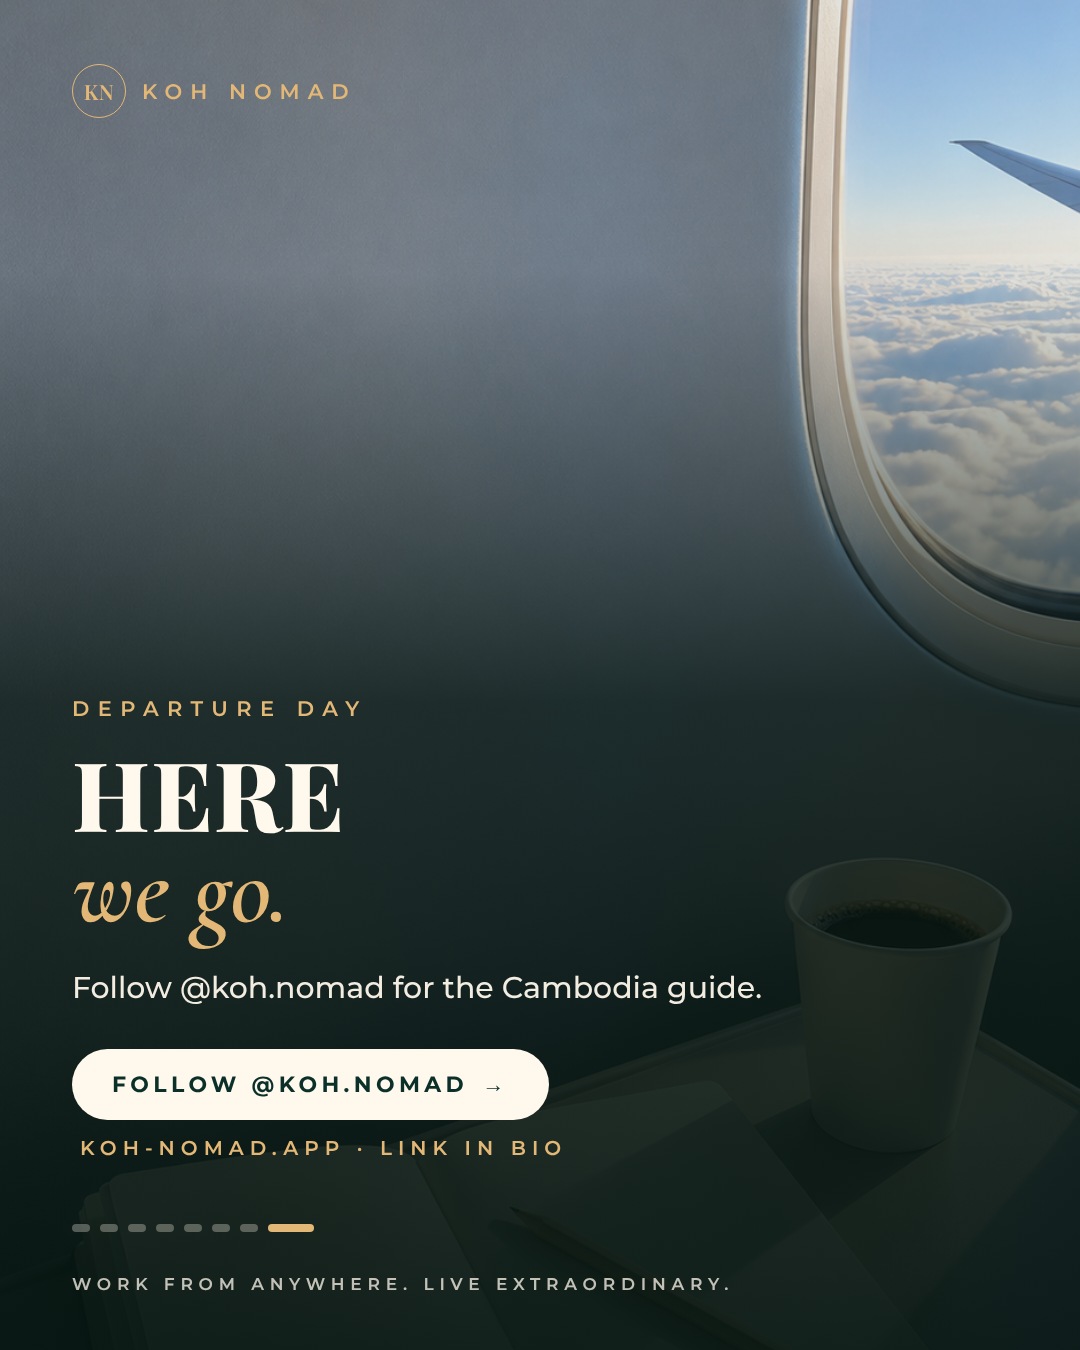 KN KOH NOMAD
DEPARTURE DAY
HERE
we go.
Follow @koh.nomad for the Cambodia guide.
FOLLOW @KOH.NOMAD →
KOH-NOMAD.APP · LINK IN BIO
WORK FROM ANYWHERE. LIVE EXTRAORDINARY.